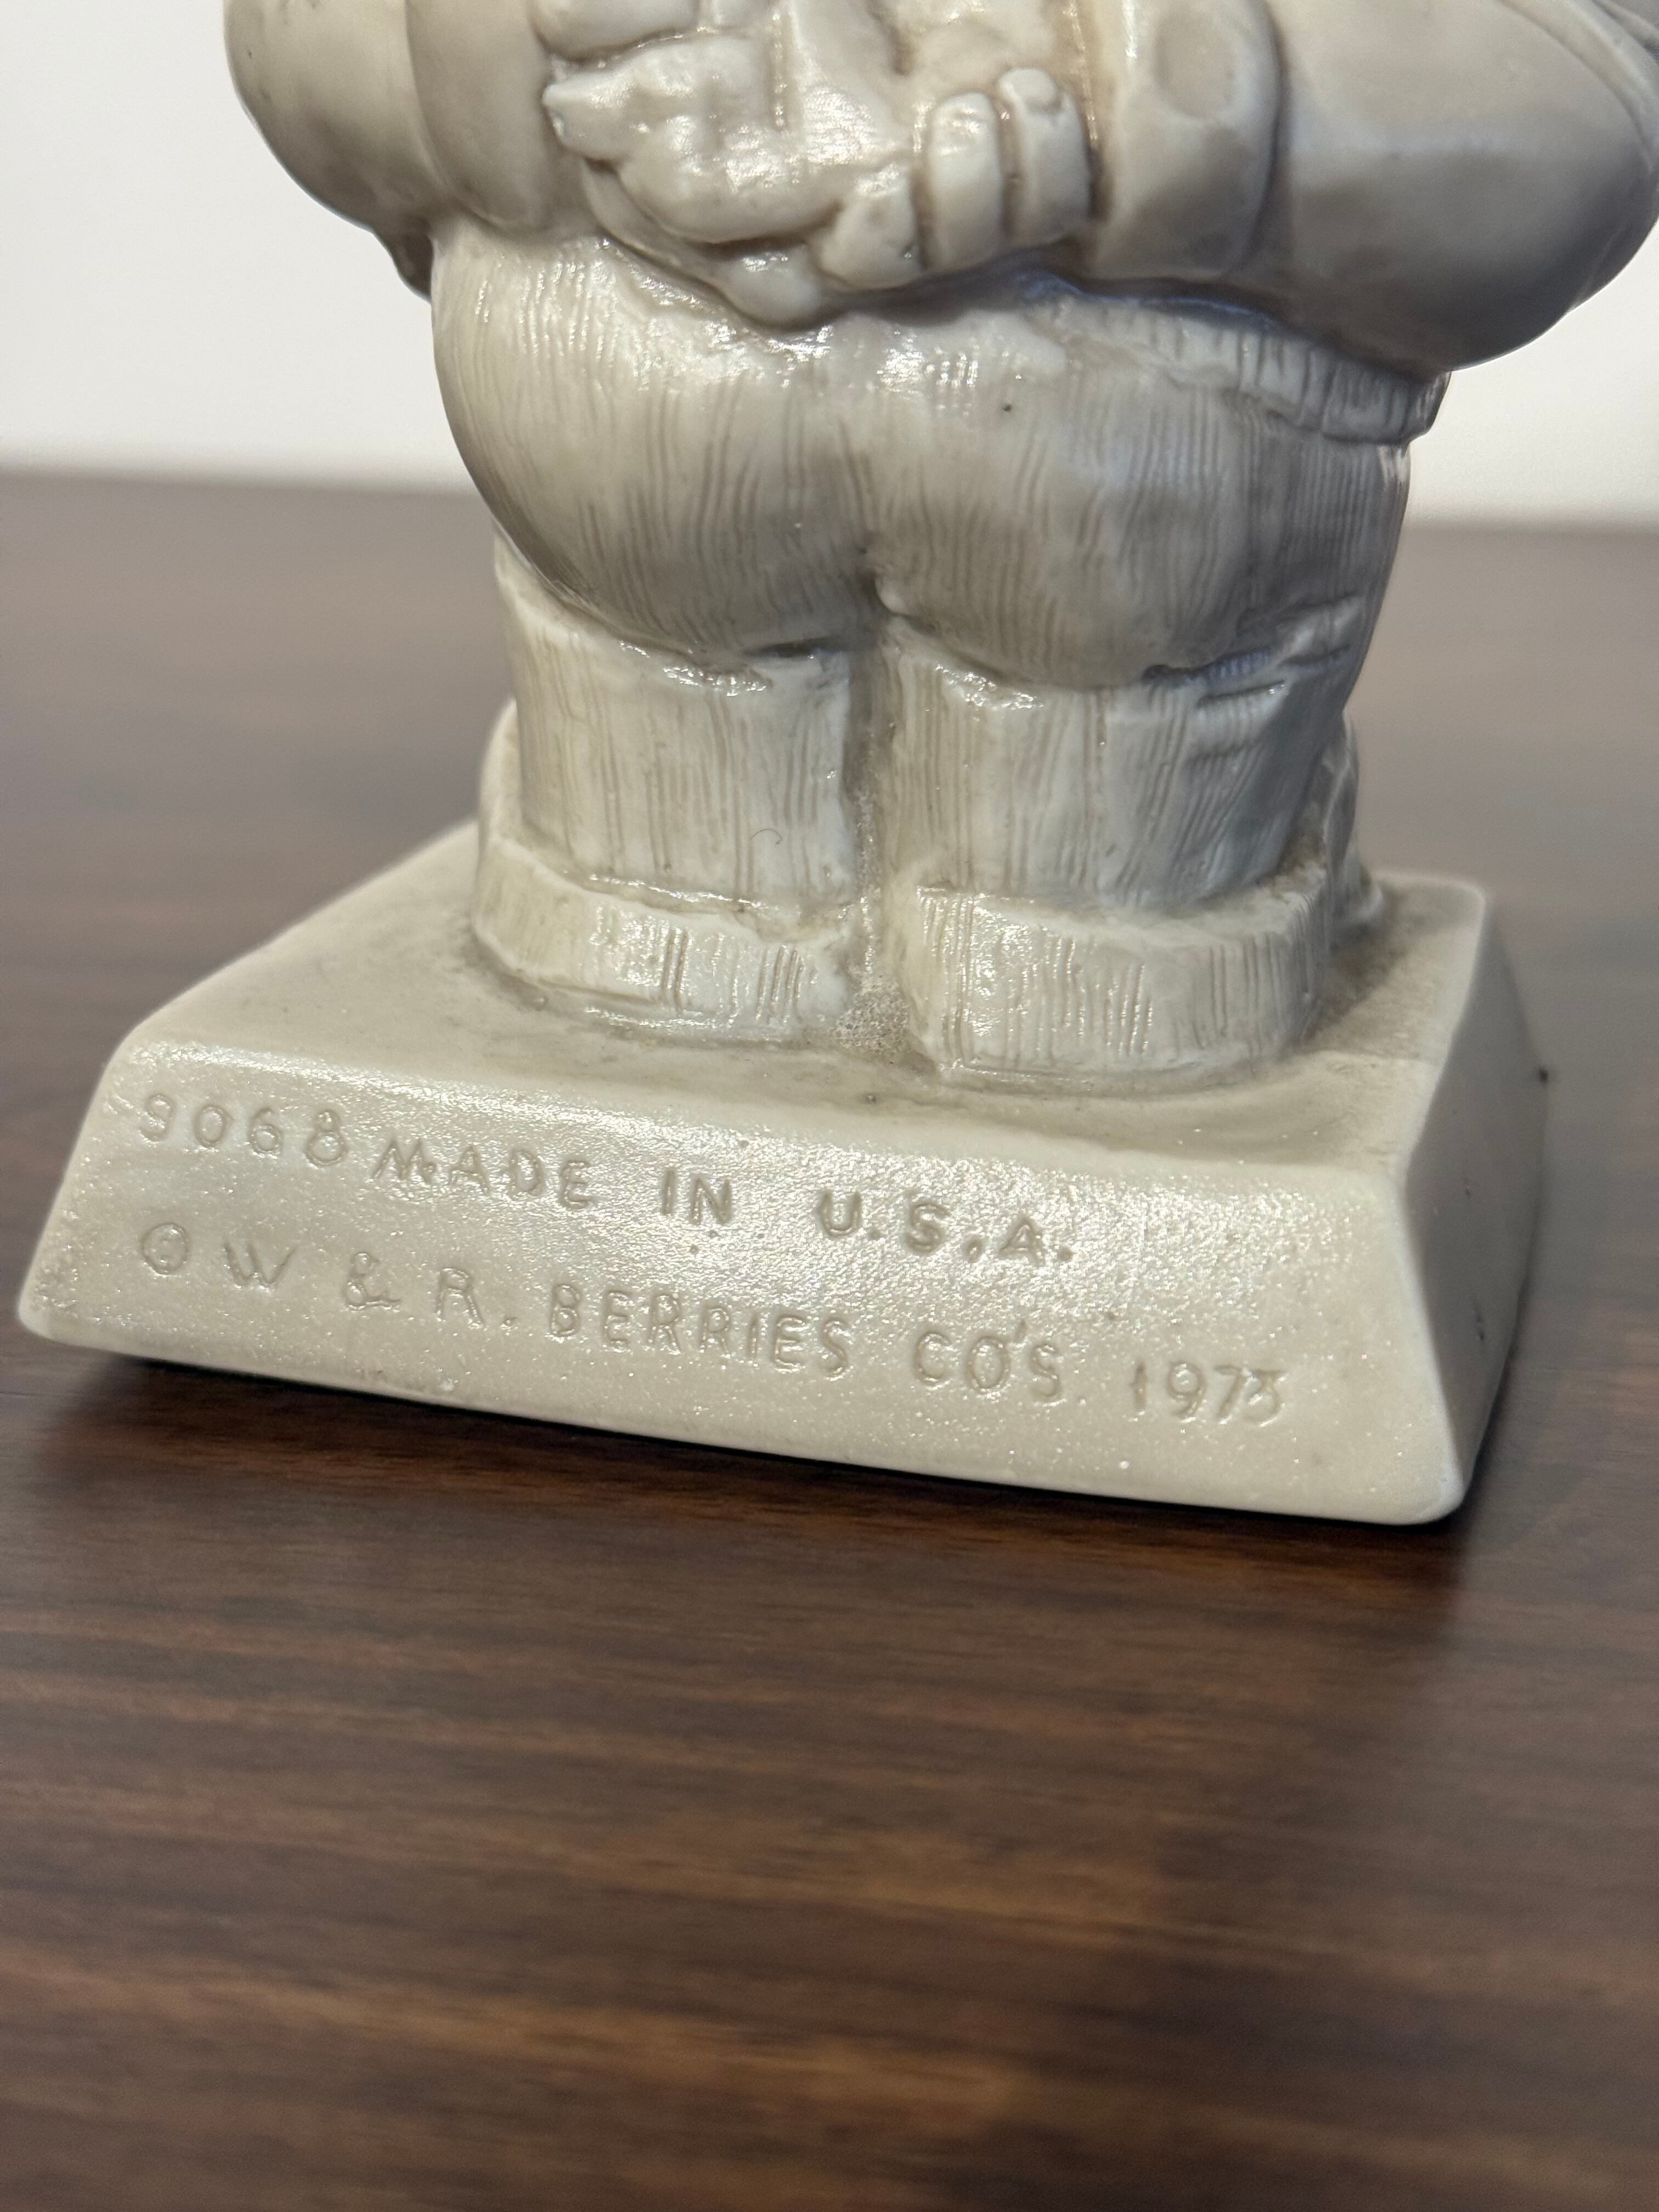 9068 MADE IN U.S.A.
© W & R. BERRIES CO'S. 1973